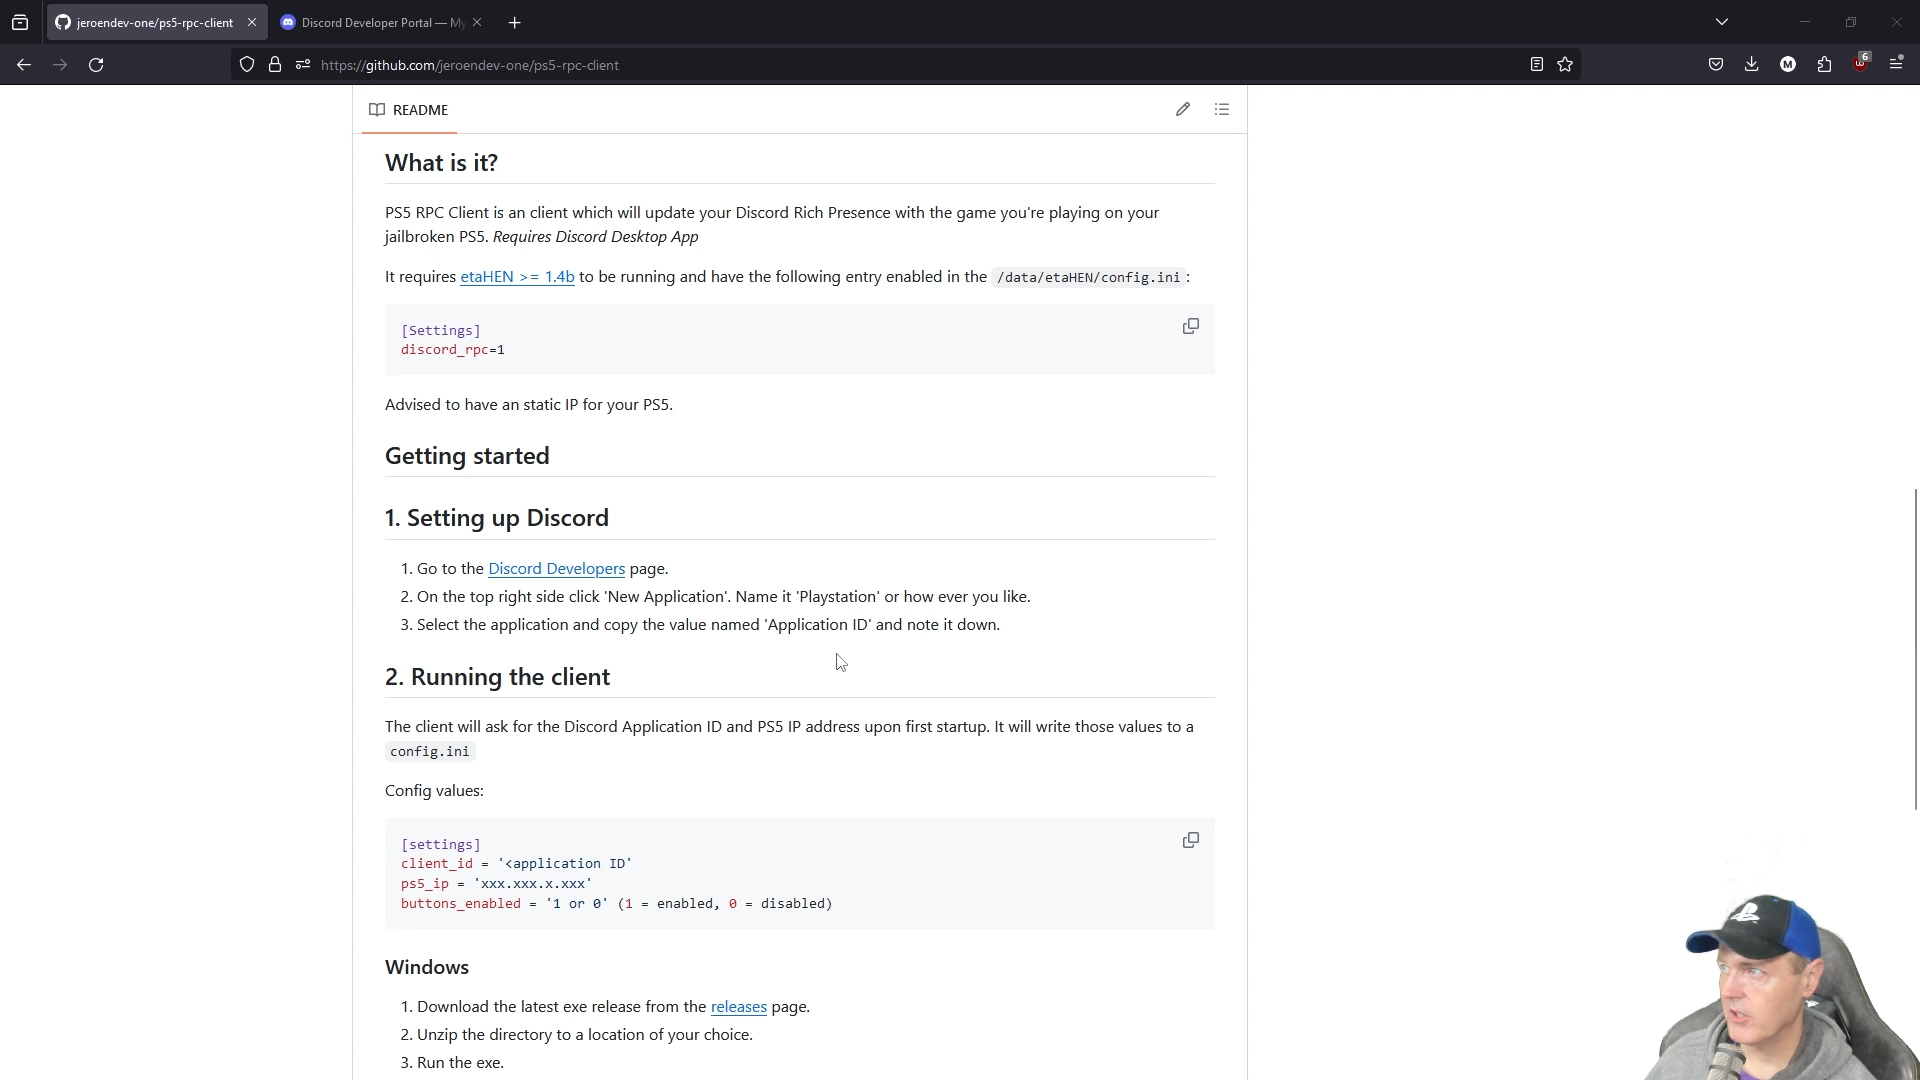 jeroendev-one/ps5-rpc-client
Discord Developer Portal — My
https://github.com/jeroendev-one/ps5-rpc-client
M
6
README
What is it?
PS5 RPC Client is an client which will update your Discord Rich Presence with the game you're playing on your
jailbroken PS5. Requires Discord Desktop App
It requires etaHEN >= 1.4b to be running and have the following entry enabled in the /data/etaHEN/config.ini :
[Settings]
discord_rpc=1
Advised to have an static IP for your PS5.
Getting started
1. Setting up Discord
1. Go to the Discord Developers page.
2. On the top right side click 'New Application'. Name it 'Playstation' or how ever you like.
3. Select the application and copy the value named 'Application ID' and note it down.
2. Running the client
The client will ask for the Discord Application ID and PS5 IP address upon first startup. It will write those values to a
config.ini
Config values:
[settings]
client_id = '<application ID'
ps5_ip = 'xxx.xxx.x.xxx'
buttons_enabled = '1 or 0' (1 = enabled, 0 = disabled)
Windows
1. Download the latest exe release from the releases page.
2. Unzip the directory to a location of your choice.
3. Run the exe.